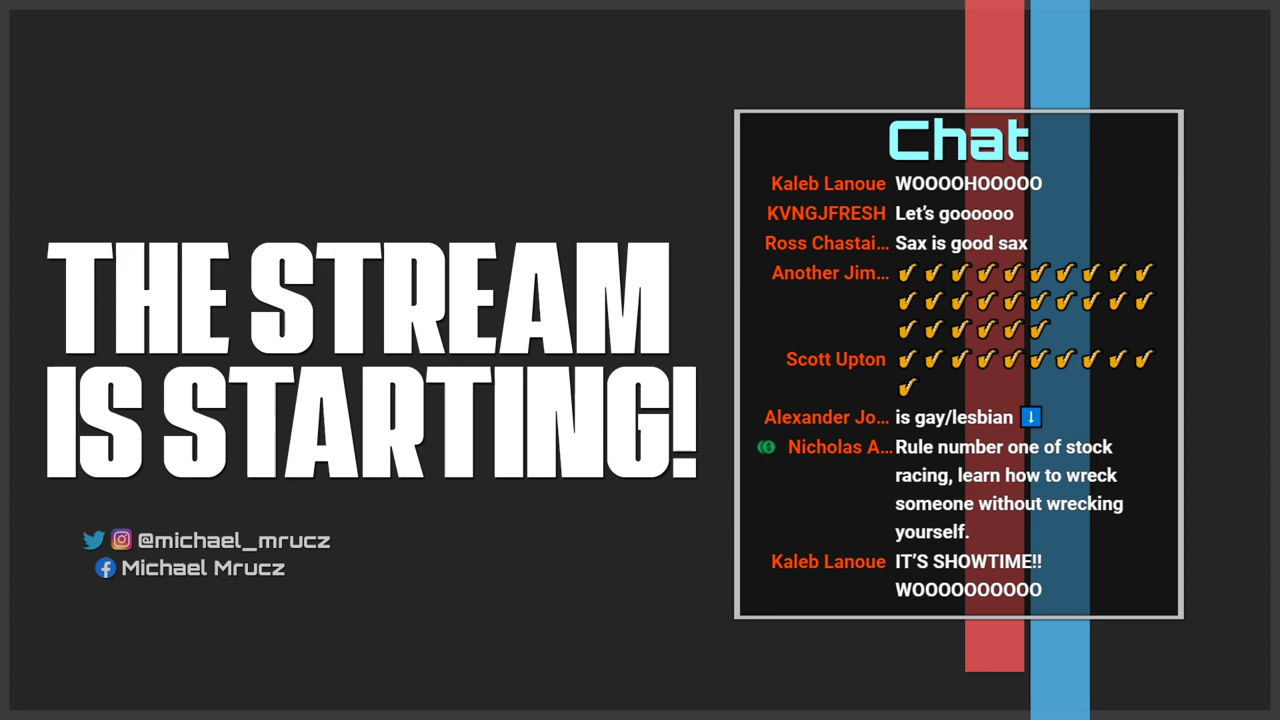 THE STREAM
IS STARTING!
@michael_mrucz
Michael Mrucz
Chat
Kaleb Lanoue WOOOOHOOOOO
KVNGJFRESH Let's goooooo
Ross Chastai... Sax is good sax
Another Jim... 🎷🎷🎷🎷🎷🎷🎷🎷🎷🎷
🎷🎷🎷🎷🎷🎷🎷🎷🎷🎷
🎷🎷🎷🎷🎷🎷
Scott Upton 🎷🎷🎷🎷🎷🎷🎷🎷🎷🎷
🎷
Alexander Jo... is gay/lesbian ⬇️
Nicholas A... Rule number one of stock
racing, learn how to wreck
someone without wrecking
yourself.
Kaleb Lanoue IT'S SHOWTIME!!
WOOOOOOOOOO